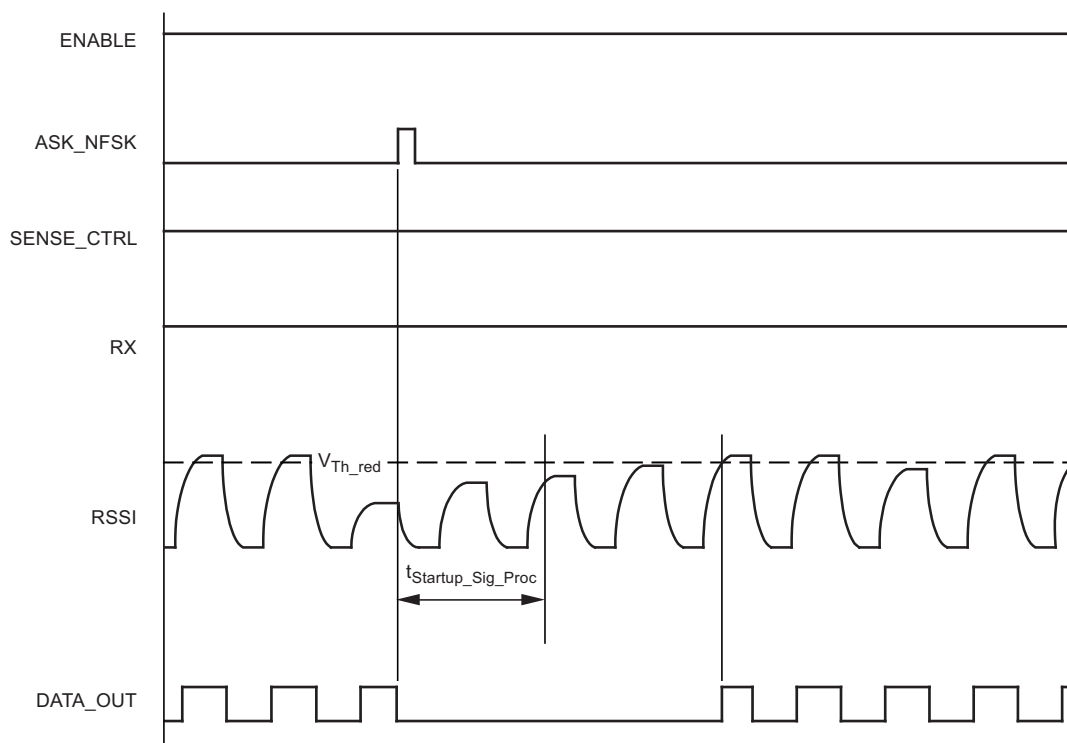 ENABLE
ASK_NFSK
SENSE_CTRL
RX
V_Th_red
RSSI
t_Startup_Sig_Proc
DATA_OUT